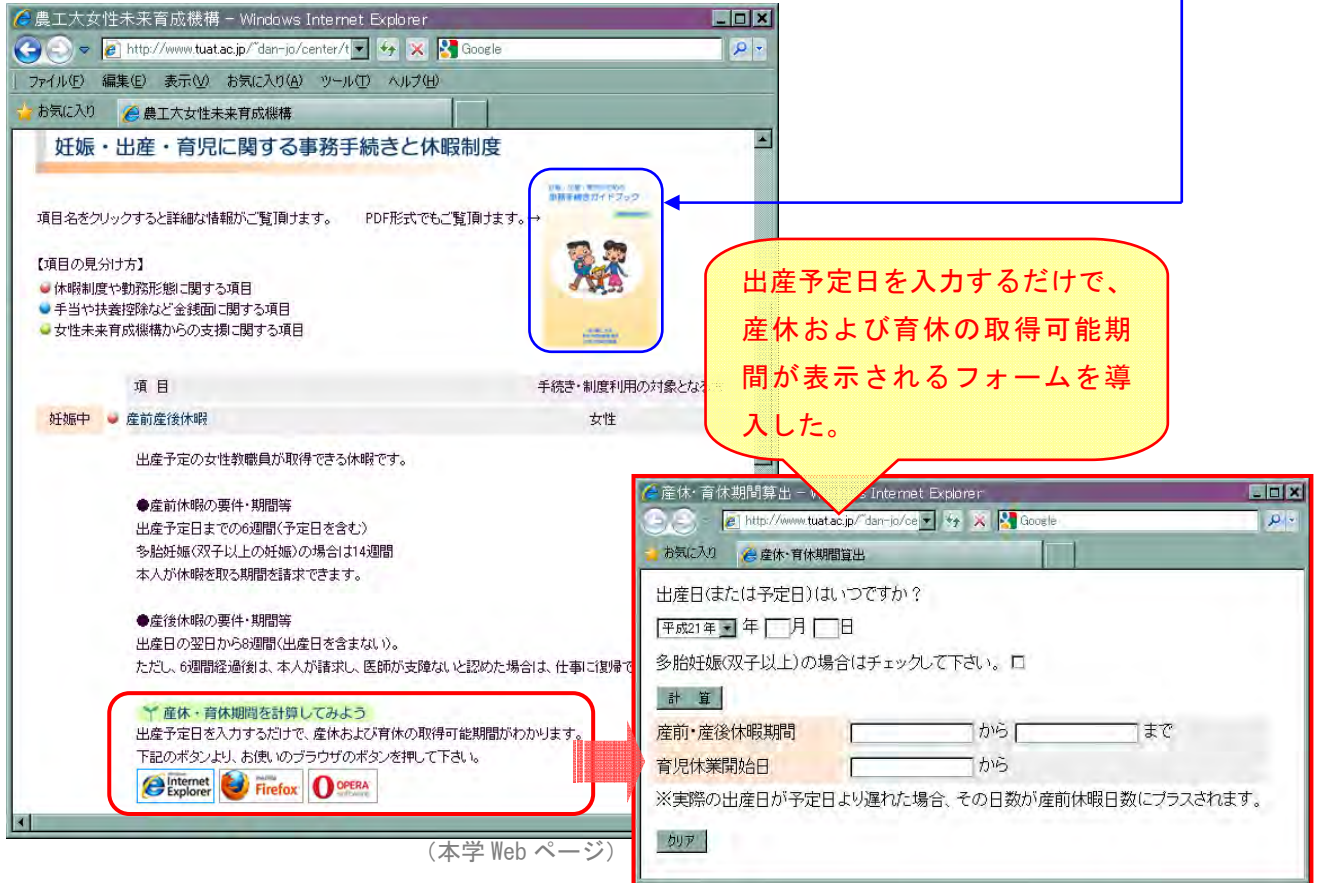 農工大女性未来育成機構 - Windows Internet Explorer
http://www.tuat.ac.jp/~dan-jo/center/t
Google
ファイル(F) 編集(E) 表示(V) お気に入り(A) ツール(T) ヘルプ(H)
お気に入り 農工大女性未来育成機構
妊娠・出産・育児に関する事務手続きと休暇制度
事務手続きガイドブック
項目名をクリックすると詳細な情報がご覧頂けます。 PDF形式でもご覧頂けます。→
【項目の見分け方】
休暇制度や勤務形態に関する項目
手当や扶養控除など金銭面に関する項目
女性未来育成機構からの支援に関する項目
項 目 手続き・制度利用の対象となる
妊娠中 産前産後休暇 女性
出産予定の女性教職員が取得できる休暇です。
●産前休暇の要件・期間等
出産予定日までの6週間(予定日を含む)
多胎妊娠(双子以上の妊娠)の場合は14週間
本人が休暇を取る期間を請求できます。
●産後休暇の要件・期間等
出産日の翌日から8週間(出産日を含まない)。
ただし、6週間経過後は、本人が請求し、医師が支障ないと認めた場合は、仕事に復帰で
産休・育休期間を計算してみよう
出産予定日を入力するだけで、産休および育休の取得可能期間がわかります。
下記のボタンより、お使いのブラウザのボタンを押して下さい。
Internet Explorer
Firefox
OPERA
software
(本学 Web ページ)
出産予定日を入力するだけで、
産休および育休の取得可能期
間が表示されるフォームを導
入した。
産休・育休期間算出 - Windows Internet Explorer
http://www.tuat.ac.jp/~dan-jo/ce
Google
お気に入り 産休・育休期間算出
出産日(または予定日)はいつですか?
平成21年 年 月 日
多胎妊娠(双子以上)の場合はチェックして下さい。
計 算
産前・産後休暇期間 から まで
育児休業開始日 から
※実際の出産日が予定日より遅れた場合、その日数が産前休暇日数にプラスされます。
クリア